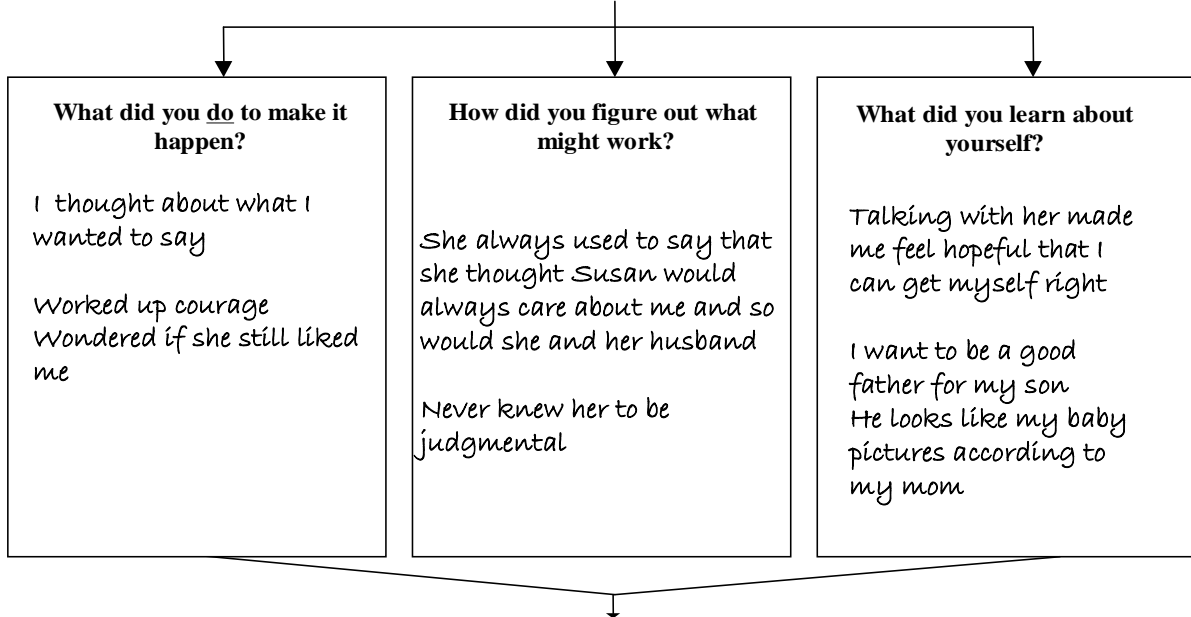 What did you do to make it
happen?
I thought about what I
wanted to say
Worked up courage
Wondered if she still liked
me
How did you figure out what
might work?
She always used to say that
she thought Susan would
always care about me and so
would she and her husband
Never knew her to be
judgmental
What did you learn about
yourself?
Talking with her made
me feel hopeful that I
can get myself right
I want to be a good
father for my son
He looks like my baby
pictures according to
my mom